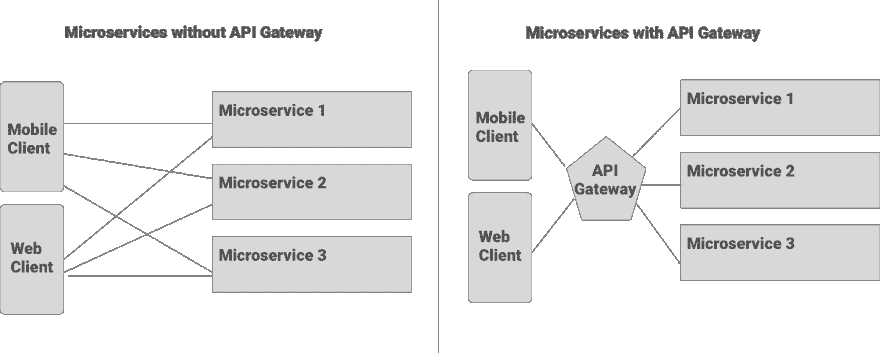 Microservices without API Gateway
Mobile
Client
Web
Client
Microservice 1
Microservice 2
Microservice 3
Microservices with API Gateway
Mobile
Client
Web
Client
API
Gateway
Microservice 1
Microservice 2
Microservice 3